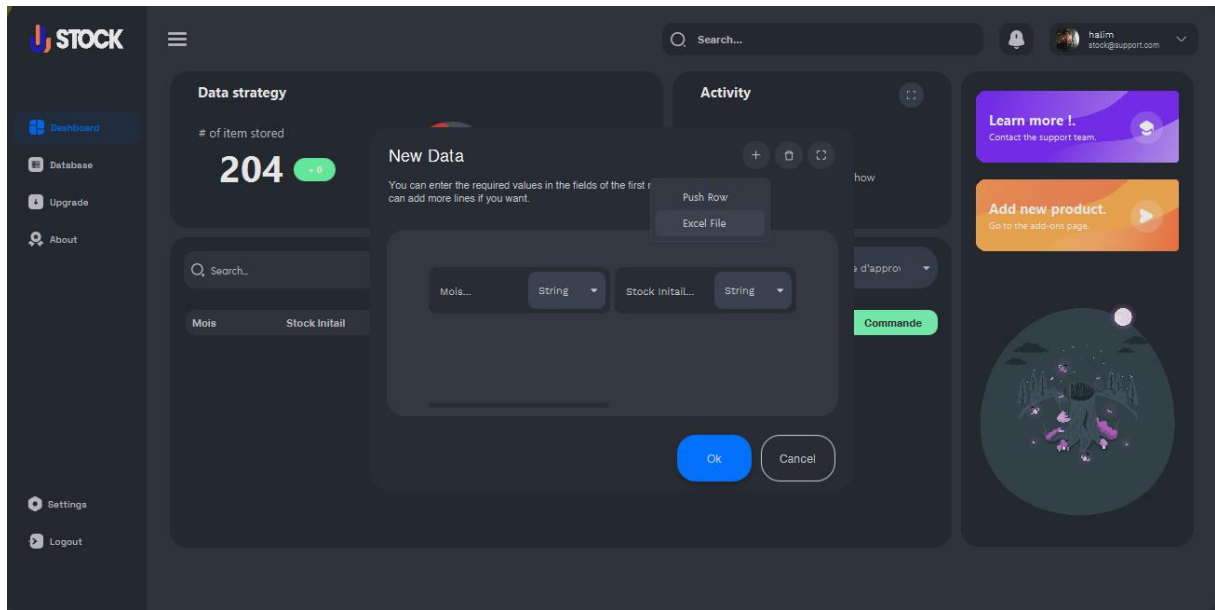 STOCK
Search...
halim
stock@support.com
Dashboard
Database
Upgrade
About
Settings
Logout
Data strategy
# of item stored
204
+ 0
Activity
how
Learn more !.
Contact the support team.
Add new product.
Go to the add-ons page.
New Data
You can enter the required values in the fields of the first r
can add more lines if you want.
Push Row
Excel File
Search..
Mois... String Stock Initail... String
e d'approv
Mois Stock Initail
Commande
Ok Cancel